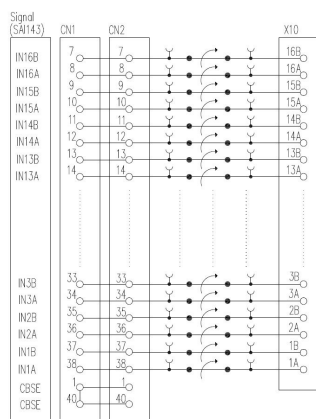 Signal
(SAI143) CN1 CN2 X10
IN16B 7 7 16B
IN16A 8 8 16A
IN15B 9 9 15B
IN15A 10 10 15A
IN14B 11 11 14B
IN14A 12 12 14A
IN13B 13 13 13B
IN13A 14 14 13A
IN3B 33 33 3B
IN3A 34 34 3A
IN2B 35 35 2B
IN2A 36 36 2A
IN1B 37 37 1B
IN1A 38 38 1A
CBSE 1 1
CBSE 40 40